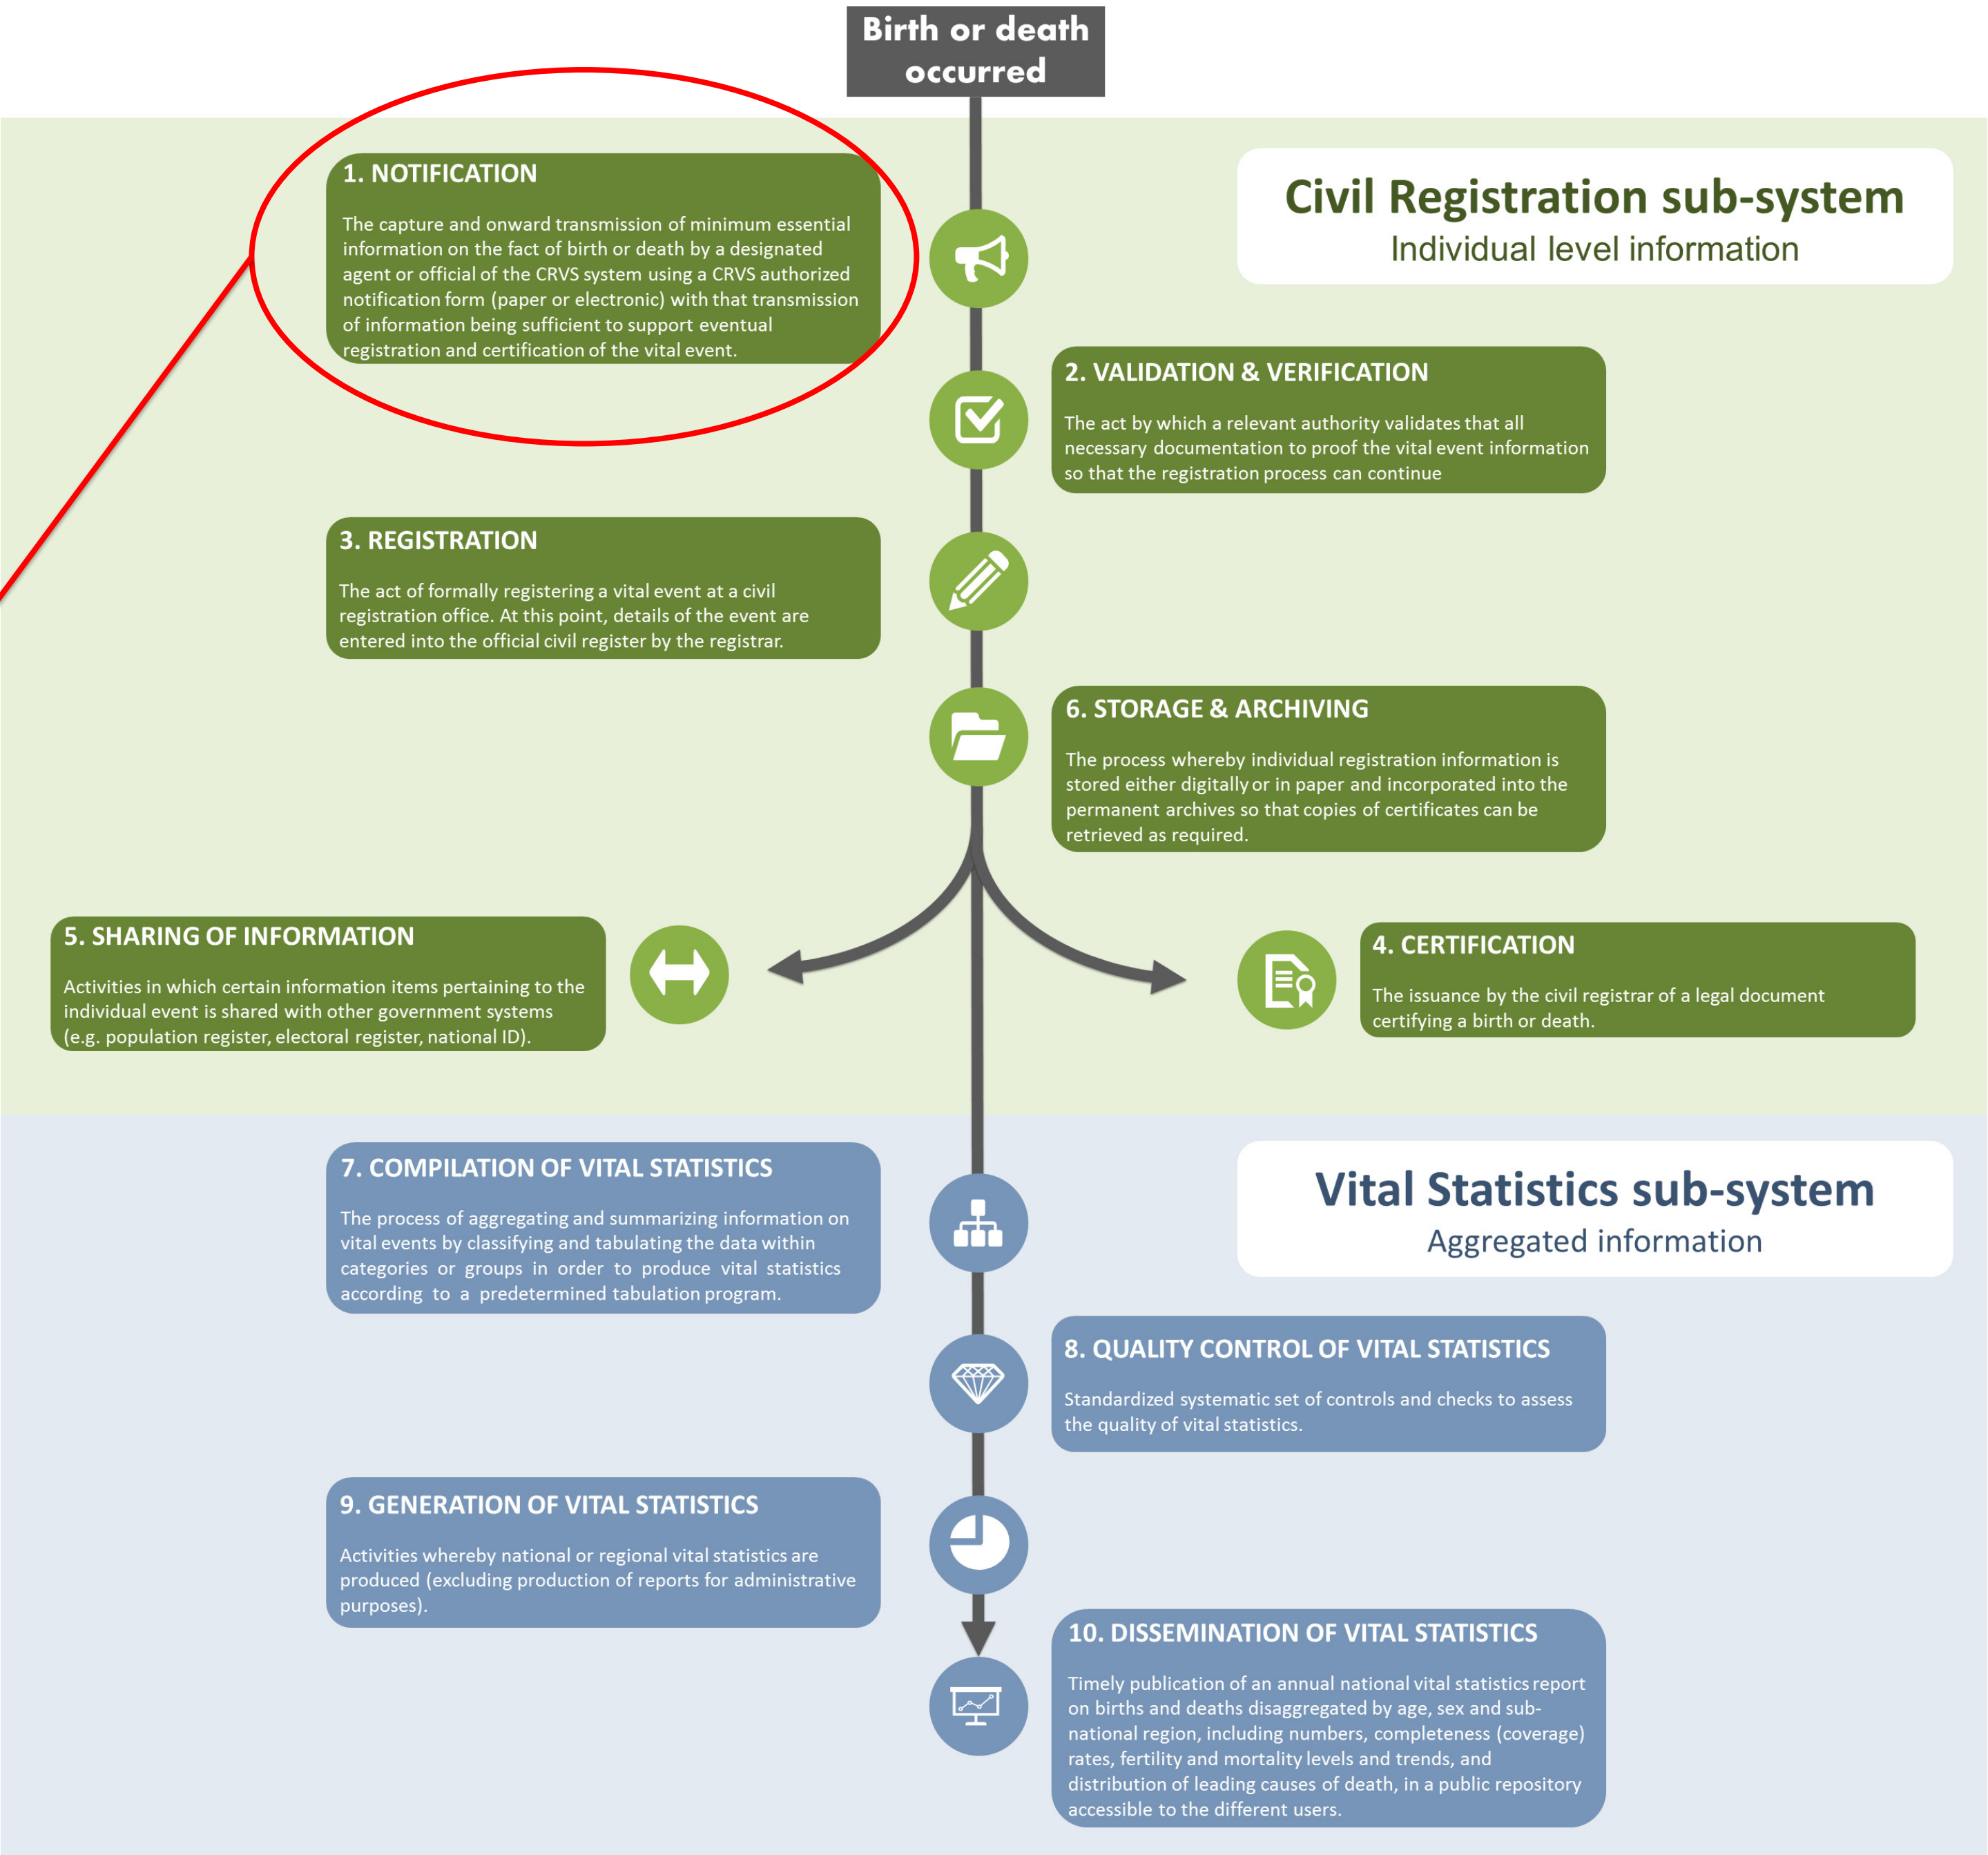 Birth or death
occurred
1. NOTIFICATION
The capture and onward transmission of minimum essential
information on the fact of birth or death by a designated
agent or official of the CRVS system using a CRVS authorized
notification form (paper or electronic) with that transmission
of information being sufficient to support eventual
registration and certification of the vital event.
Civil Registration sub-system
Individual level information
2. VALIDATION & VERIFICATION
The act by which a relevant authority validates that all
necessary documentation to proof the vital event information
so that the registration process can continue
3. REGISTRATION
The act of formally registering a vital event at a civil
registration office. At this point, details of the event are
entered into the official civil register by the registrar.
6. STORAGE & ARCHIVING
The process whereby individual registration information is
stored either digitally or in paper and incorporated into the
permanent archives so that copies of certificates can be
retrieved as required.
5. SHARING OF INFORMATION
Activities in which certain information items pertaining to the
individual event is shared with other government systems
(e.g. population register, electoral register, national ID).
4. CERTIFICATION
The issuance by the civil registrar of a legal document
certifying a birth or death.
7. COMPILATION OF VITAL STATISTICS
The process of aggregating and summarizing information on
vital events by classifying and tabulating the data within
categories or groups in order to produce vital statistics
according to a predetermined tabulation program.
Vital Statistics sub-system
Aggregated information
8. QUALITY CONTROL OF VITAL STATISTICS
Standardized systematic set of controls and checks to assess
the quality of vital statistics.
9. GENERATION OF VITAL STATISTICS
Activities whereby national or regional vital statistics are
produced (excluding production of reports for administrative
purposes).
10. DISSEMINATION OF VITAL STATISTICS
Timely publication of an annual national vital statistics report
on births and deaths disaggregated by age, sex and sub-
national region, including numbers, completeness (coverage)
rates, fertility and mortality levels and trends, and
distribution of leading causes of death, in a public repository
accessible to the different users.